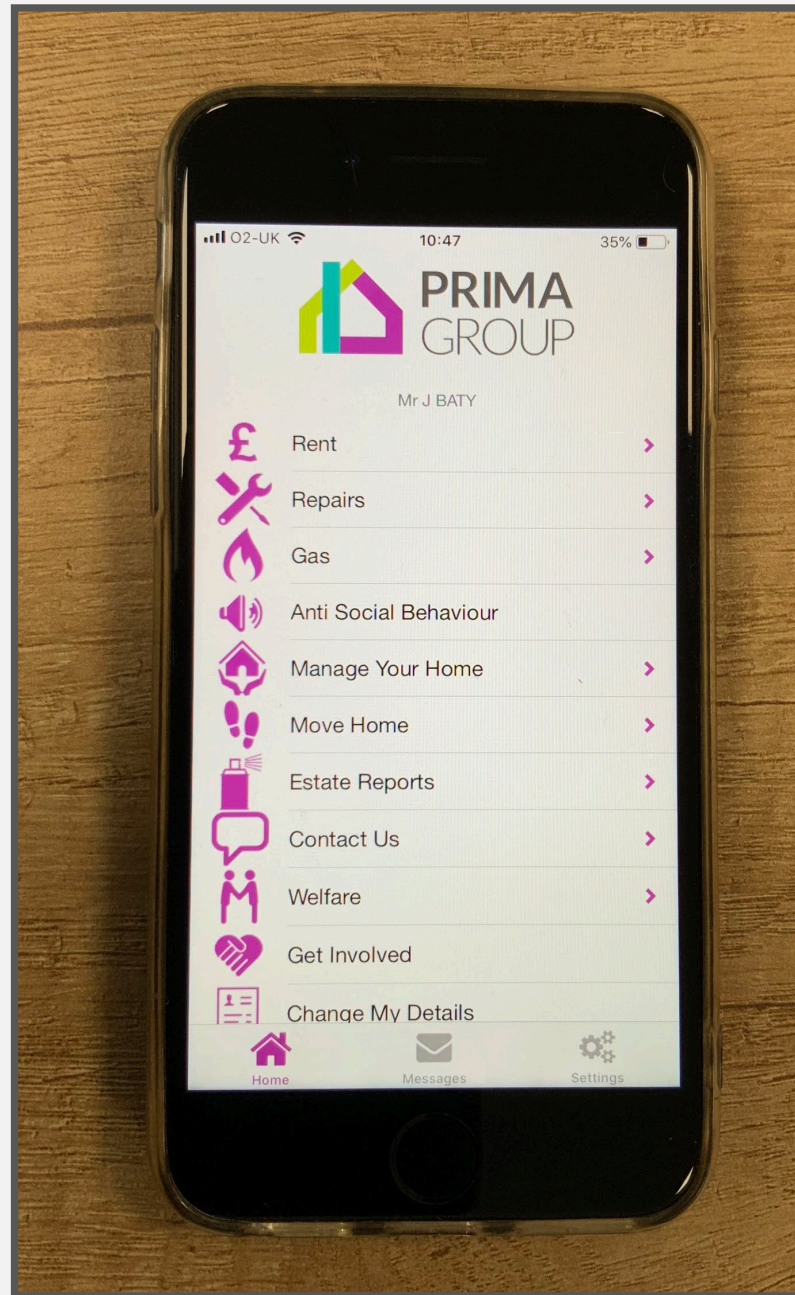 O2-UK 10:47 35%
PRIMA
GROUP
Mr J BATY
£ Rent
Repairs
Gas
Anti Social Behaviour
Manage Your Home
Move Home
Estate Reports
Contact Us
Welfare
Get Involved
Change My Details
Home Messages Settings